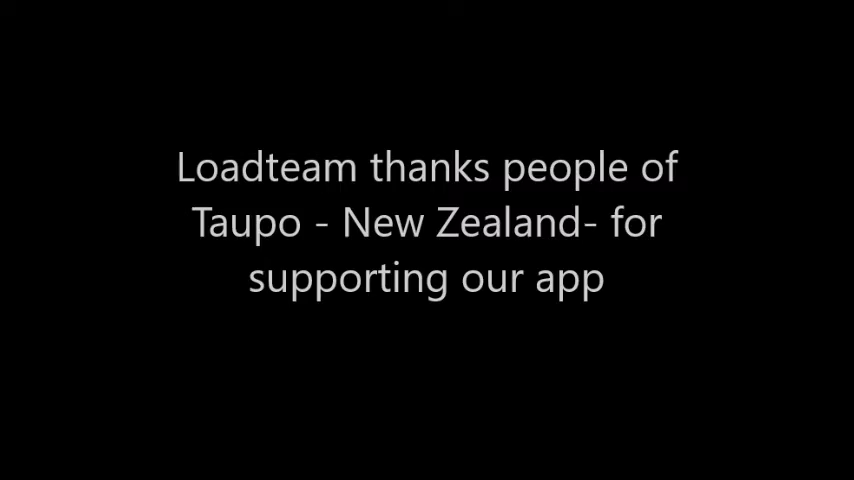 Loadteam thanks people of
Taupo - New Zealand- for
supporting our app